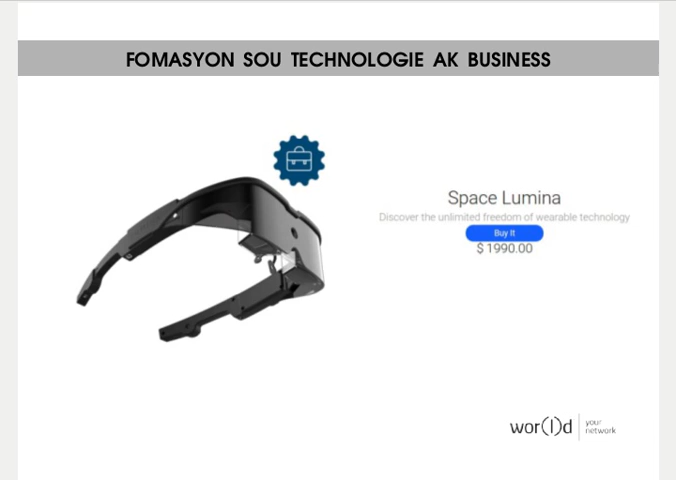 FOMASYON SOU TECHNOLOGIE AK BUSINESS
Space Lumina
Discover the unlimited freedom of wearable technology
Buy It
$ 1990.00
wor(l)d
your
network